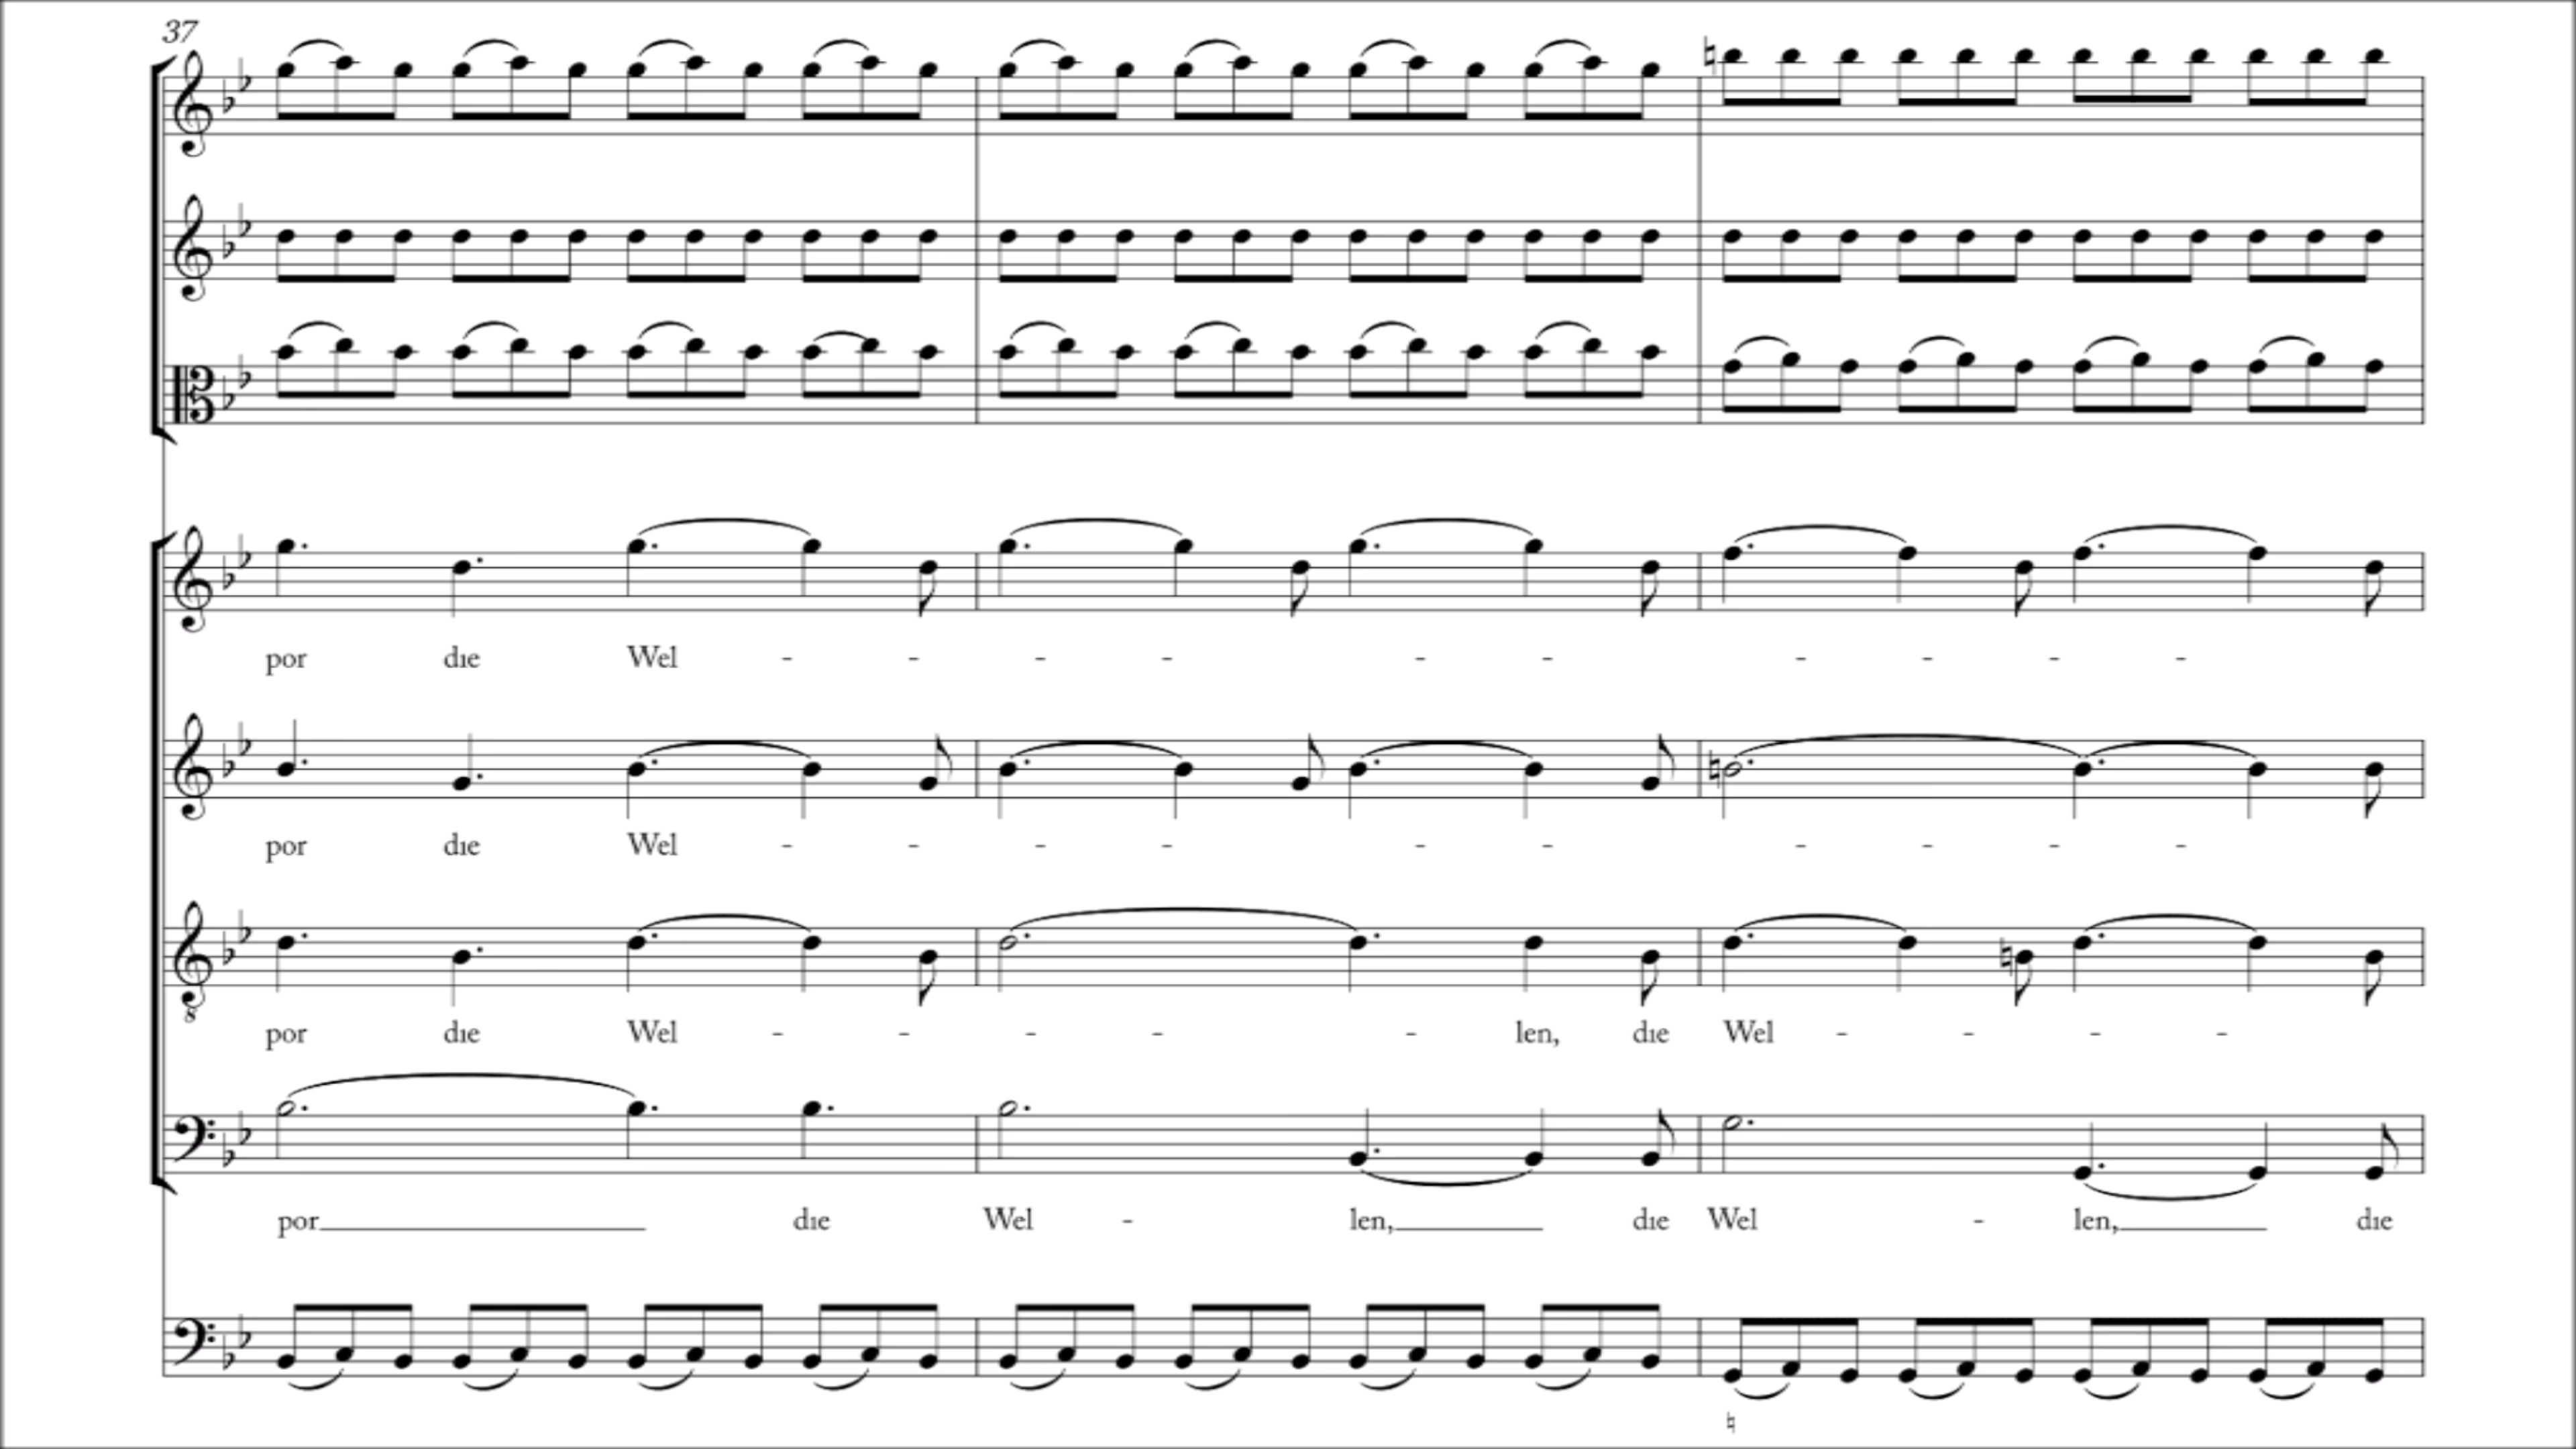 37
por die Wel - - - - - - - - - -
por die Wel - - - - - - - - - -
8
por die Wel - - - - - len, die Wel - - - -
por die Wel - len, die Wel - len, die